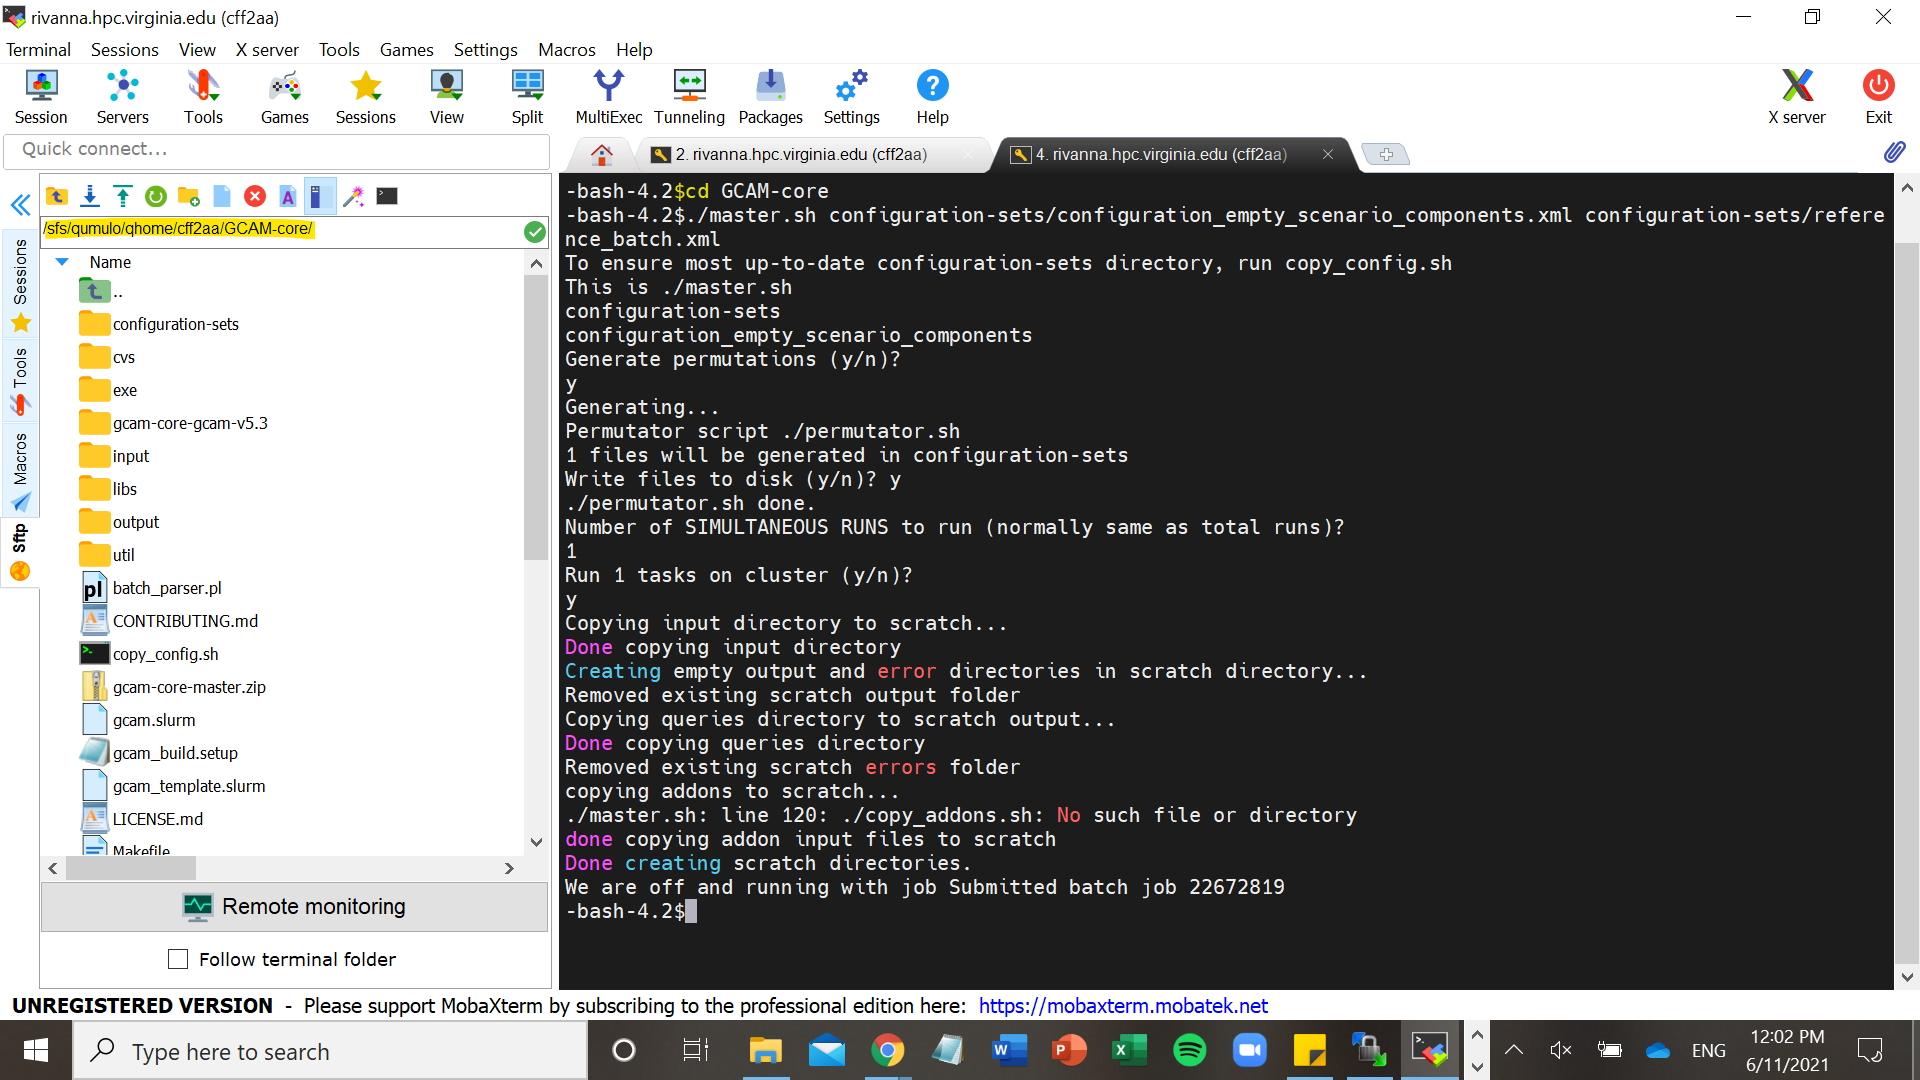 rivanna.hpc.virginia.edu (cff2aa)
Terminal Sessions View X server Tools Games Settings Macros Help
Session Servers Tools Games Sessions View Split MultiExec Tunneling Packages Settings Help X server Exit
Quick connect...
2. rivanna.hpc.virginia.edu (cff2aa)
4. rivanna.hpc.virginia.edu (cff2aa)
/sfs/qumulo/qhome/cff2aa/GCAM-core/
Sessions
Tools
Macros
Sftp
Name
..
configuration-sets
cvs
exe
gcam-core-gcam-v5.3
input
libs
output
util
pl batch_parser.pl
CONTRIBUTING.md
copy_config.sh
gcam-core-master.zip
gcam.slurm
gcam_build.setup
gcam_template.slurm
LICENSE.md
Makefile
Remote monitoring
Follow terminal folder
-bash-4.2$cd GCAM-core
-bash-4.2$./master.sh configuration-sets/configuration_empty_scenario_components.xml configuration-sets/refere
nce_batch.xml
To ensure most up-to-date configuration-sets directory, run copy_config.sh
This is ./master.sh
configuration-sets
configuration_empty_scenario_components
Generate permutations (y/n)?
y
Generating...
Permutator script ./permutator.sh
1 files will be generated in configuration-sets
Write files to disk (y/n)? y
./permutator.sh done.
Number of SIMULTANEOUS RUNS to run (normally same as total runs)?
1
Run 1 tasks on cluster (y/n)?
y
Copying input directory to scratch...
Done copying input directory
Creating empty output and error directories in scratch directory...
Removed existing scratch output folder
Copying queries directory to scratch output...
Done copying queries directory
Removed existing scratch errors folder
copying addons to scratch...
./master.sh: line 120: ./copy_addons.sh: No such file or directory
done copying addon input files to scratch
Done creating scratch directories.
We are off and running with job Submitted batch job 22672819
-bash-4.2$
UNREGISTERED VERSION - Please support MobaXterm by subscribing to the professional edition here: https://mobaxterm.mobatek.net
Type here to search
ENG
12:02 PM
6/11/2021